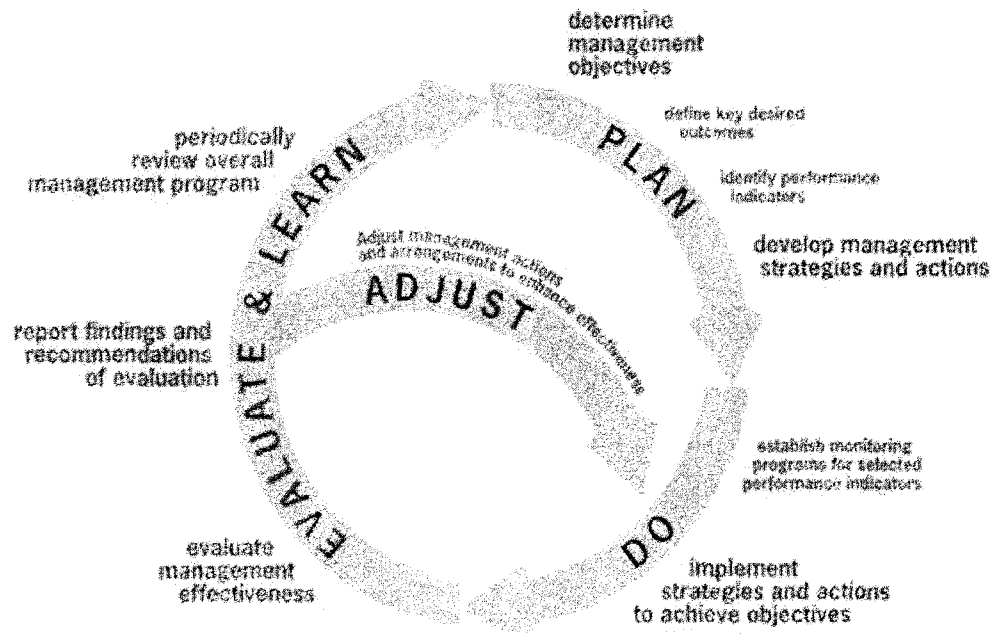 determine
management
objectives
define key desired
outcomes
PLAN
identify performance
indicators
develop management
strategies and actions
establish monitoring
programs for selected
performance indicators
DO
implement
strategies and actions
to achieve objectives
evaluate
management
effectiveness
EVALUATE & LEARN
report findings and
recommendations
of evaluation
periodically
review overall
management program
Adjust management actions
and arrangements to enhance effectiveness
ADJUST